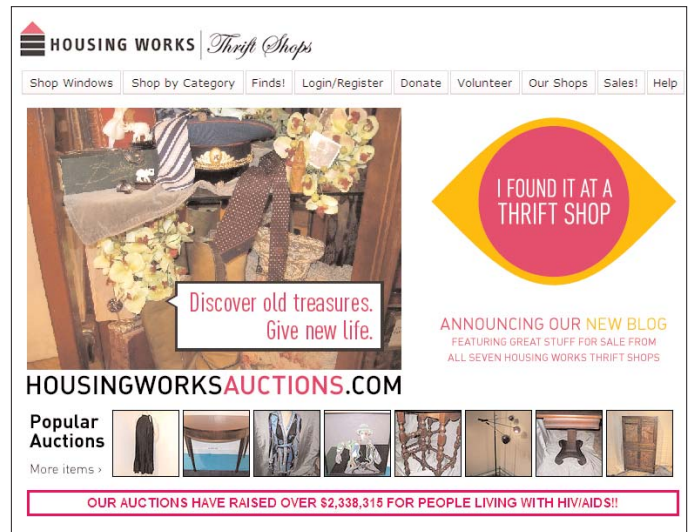 HOUSING WORKS Thrift Shops
Shop Windows Shop by Category Finds! Login/Register Donate Volunteer Our Shops Sales! Help
I FOUND IT AT A
THRIFT SHOP
Discover old treasures.
Give new life.
ANNOUNCING OUR NEW BLOG
FEATURING GREAT STUFF FOR SALE FROM
ALL SEVEN HOUSING WORKS THRIFT SHOPS
HOUSINGWORKSAUCTIONS.COM
Popular
Auctions
More items ›
OUR AUCTIONS HAVE RAISED OVER $2,338,315 FOR PEOPLE LIVING WITH HIV/AIDS!!